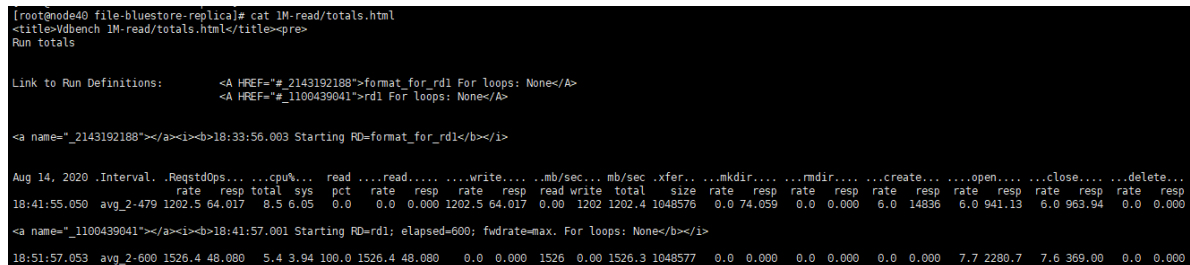 [root@node40 file-bluestore-replica]# cat 1M-read/totals.html
<title>Vdbench 1M-read/totals.html</title><pre>
Run totals
Link to Run Definitions: <A HREF="#_2143192188">format_for_rd1 For loops: None</A>
<A HREF="#_1100439041">rd1 For loops: None</A>
<a name="_2143192188"></a><i><b>18:33:56.003 Starting RD=format_for_rd1</b></i>
Aug 14, 2020 .Interval. .ReqstdOps... ...cpu%... read ....read..... ....write.... ..mb/sec... mb/sec .xfer.. ...mkdir.... ...rmdir.... ...create... ....open.... ...close.... ...delete...
rate resp total sys pct rate resp rate resp read write total size rate resp rate resp rate resp rate resp rate resp rate resp
18:41:55.050 avg_2-479 1202.5 64.017 8.5 6.05 0.0 0.0 0.000 1202.5 64.017 0.00 1202 1202.4 1048576 0.0 74.059 0.0 0.000 6.0 14836 6.0 941.13 6.0 963.94 0.0 0.000
<a name="_1100439041"></a><i><b>18:41:57.001 Starting RD=rd1; elapsed=600; fwdrate=max. For loops: None</b></i>
18:51:57.053 avg_2-600 1526.4 48.080 5.4 3.94 100.0 1526.4 48.080 0.0 0.000 1526 0.00 1526.3 1048577 0.0 0.000 0.0 0.000 0.0 0.000 7.7 2280.7 7.6 369.00 0.0 0.000